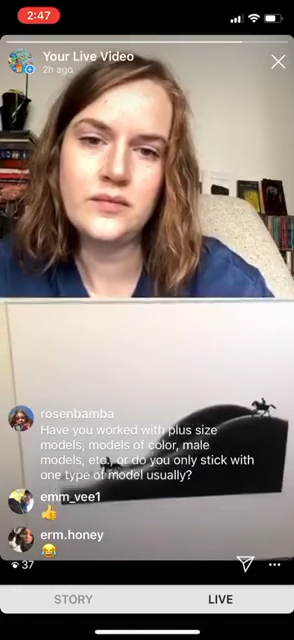 2:47
Your Live Video
2h ago
rosenbamba
Have you worked with plus size
models, models of color, male
models, etc, or do you only stick with
one type of model usually?
emm_vee1
erm.honey
37
STORY
LIVE